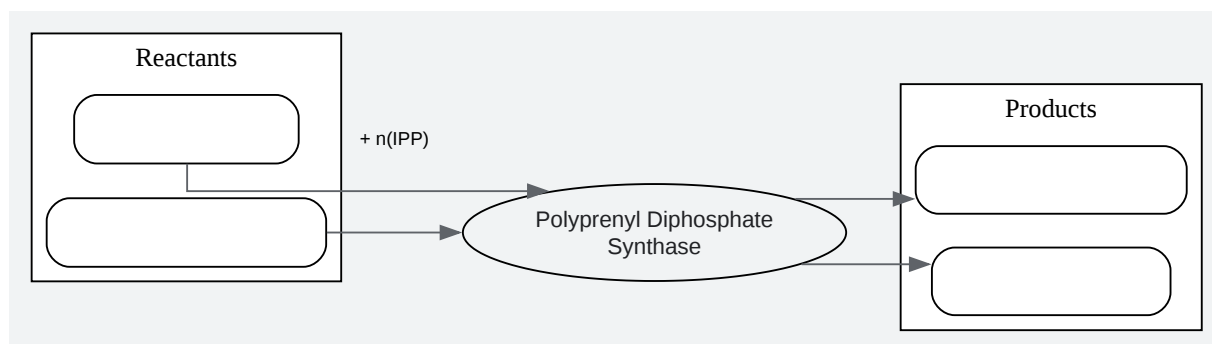 Reactants
+ n(IPP)
Polyprenyl Diphosphate
Synthase
Products